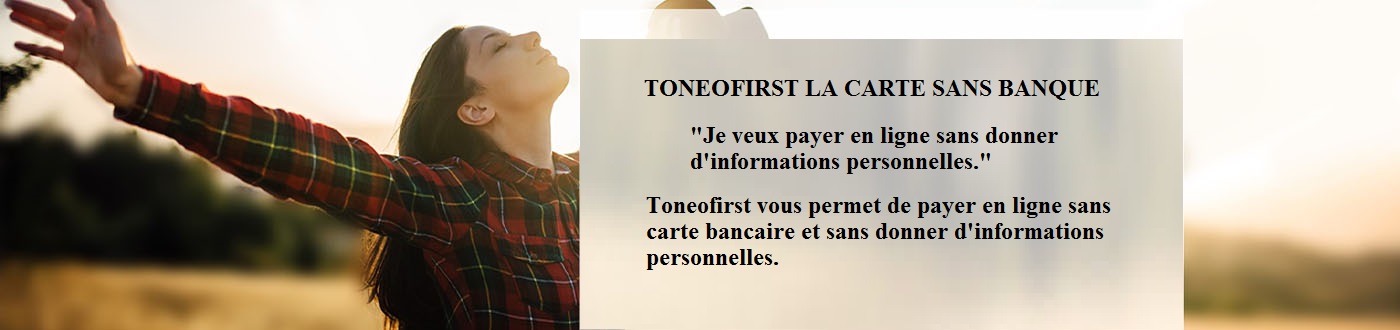 TONEOFIRST LA CARTE SANS BANQUE
"Je veux payer en ligne sans donner
d'informations personnelles."
Toneofirst vous permet de payer en ligne sans
carte bancaire et sans donner d'informations
personnelles.